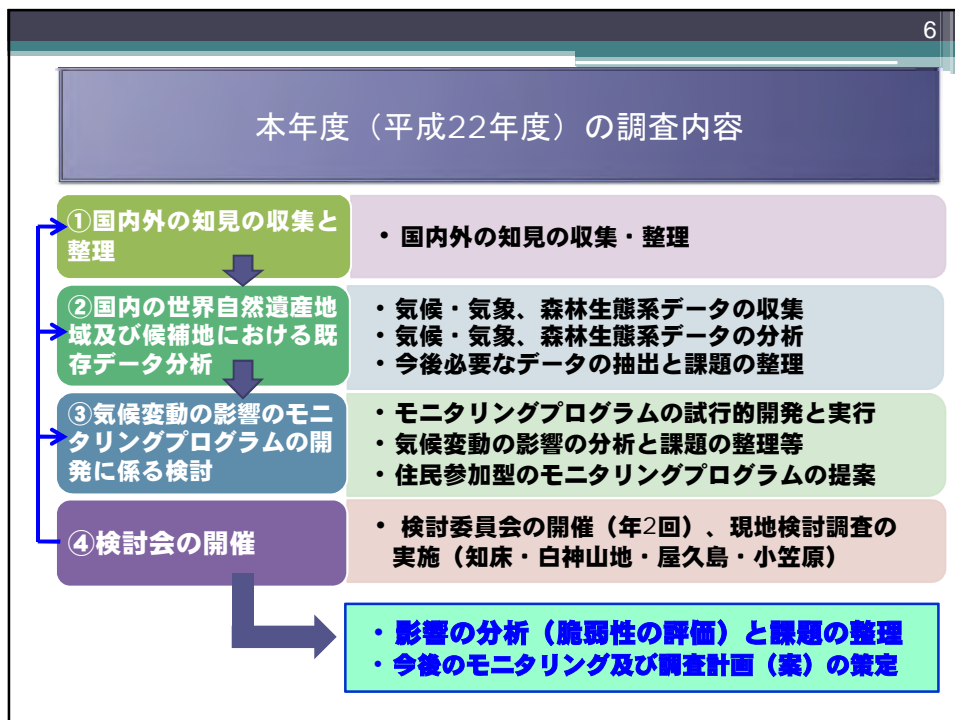 6
本年度（平成22年度）の調査内容
①国内外の知見の収集と
整理
・国内外の知見の収集・整理
②国内の世界自然遺産地
域及び候補地における既
存データ分析
・気候・気象、森林生態系データの収集
・気候・気象、森林生態系データの分析
・今後必要なデータの抽出と課題の整理
③気候変動の影響のモニ
タリングプログラムの開
発に係る検討
・モニタリングプログラムの試行的開発と実行
・気候変動の影響の分析と課題の整理等
・住民参加型のモニタリングプログラムの提案
④検討会の開催
・検討委員会の開催（年2回）、現地検討調査の
実施（知床・白神山地・屋久島・小笠原）
・影響の分析（脆弱性の評価）と課題の整理
・今後のモニタリング及び調査計画（案）の策定